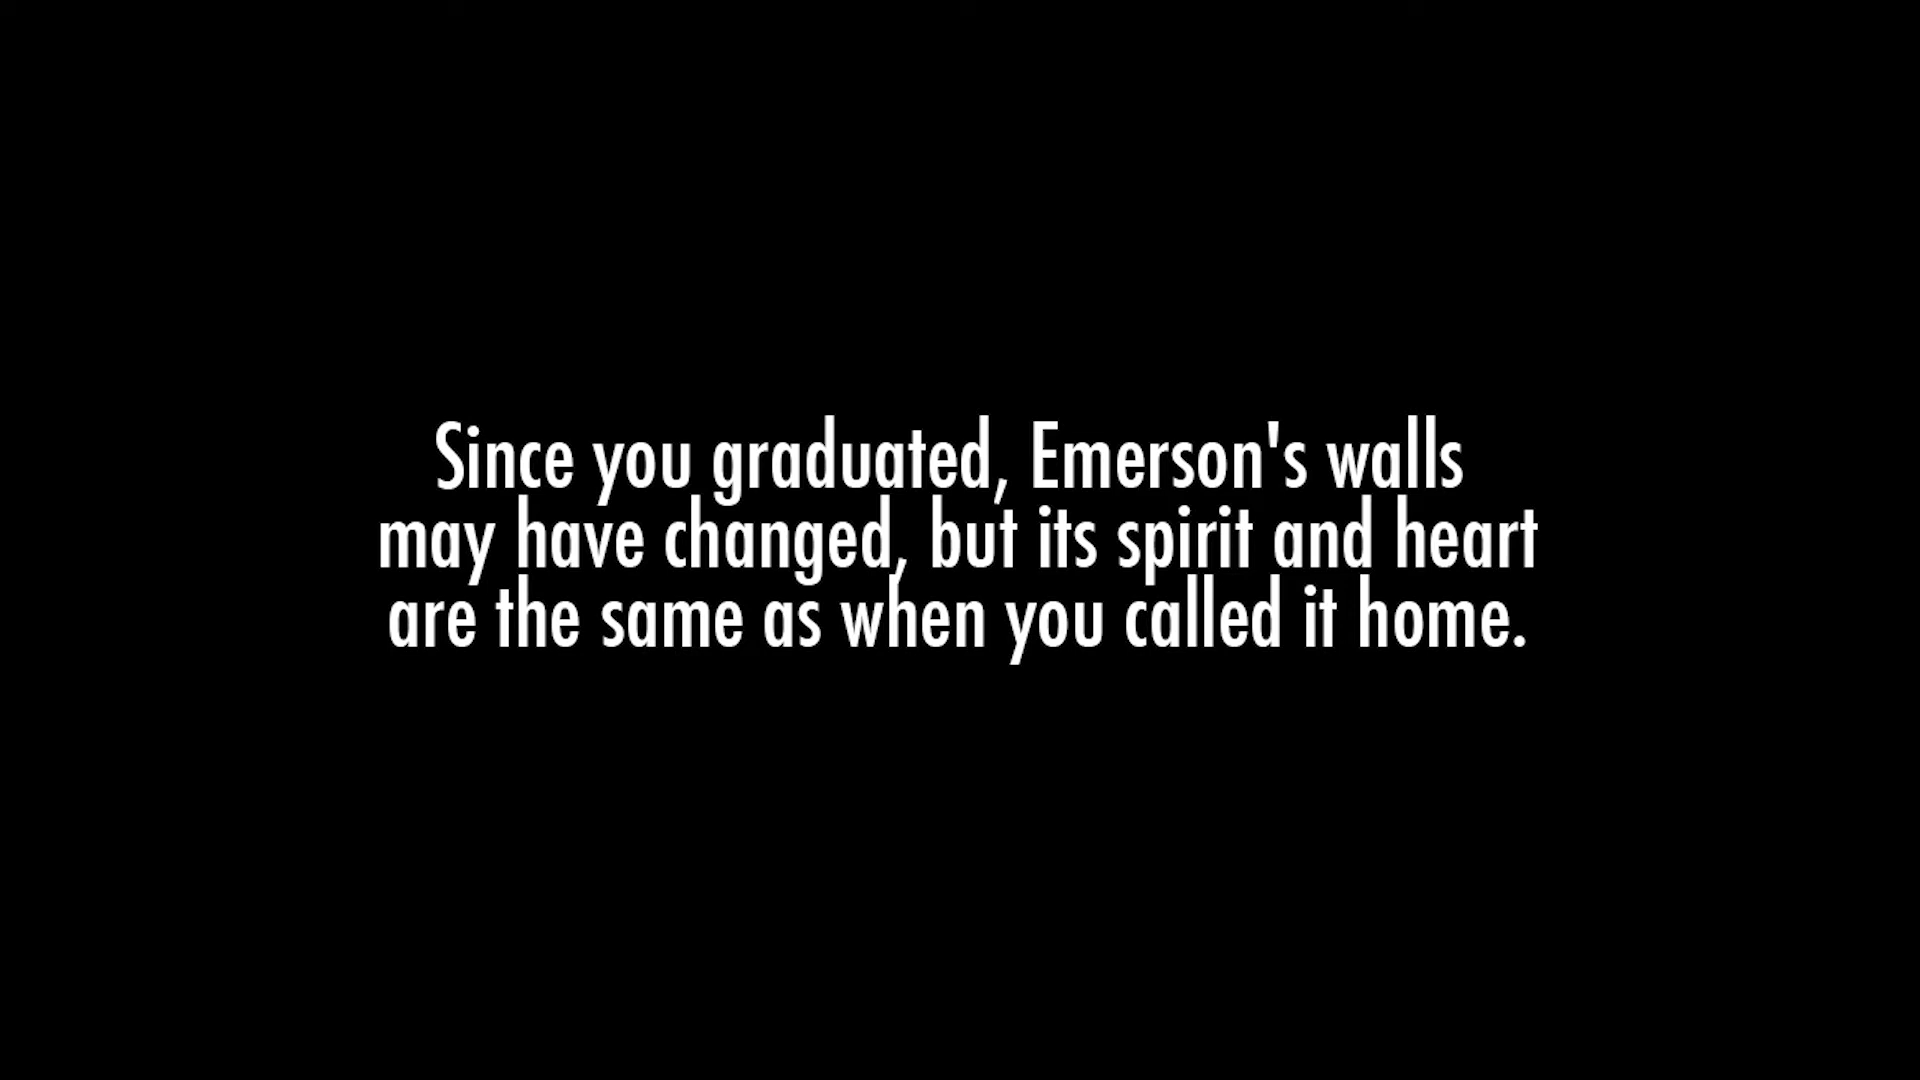 Since you graduated, Emerson's walls
may have changed, but its spirit and heart
are the same as when you called it home.